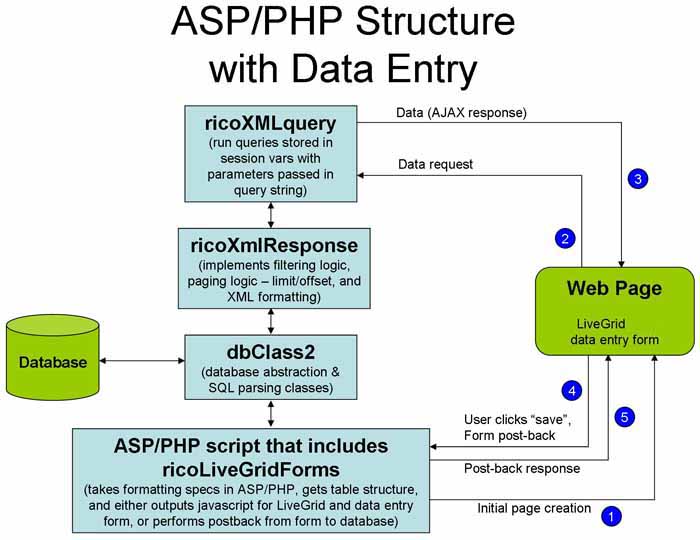 ASP/PHP Structure
with Data Entry
ricoXMLquery
(run queries stored in
session vars with
parameters passed in
query string)
Data (AJAX response)
Data request
3
2
ricoXmlResponse
(implements filtering logic,
paging logic – limit/offset, and
XML formatting)
Web Page
LiveGrid
data entry form
Database
dbClass2
(database abstraction &
SQL parsing classes)
4
5
User clicks “save”,
Form post-back
ASP/PHP script that includes
ricoLiveGridForms
(takes formatting specs in ASP/PHP, gets table structure,
and either outputs javascript for LiveGrid and data entry
form, or performs postback from form to database)
Post-back response
Initial page creation
1